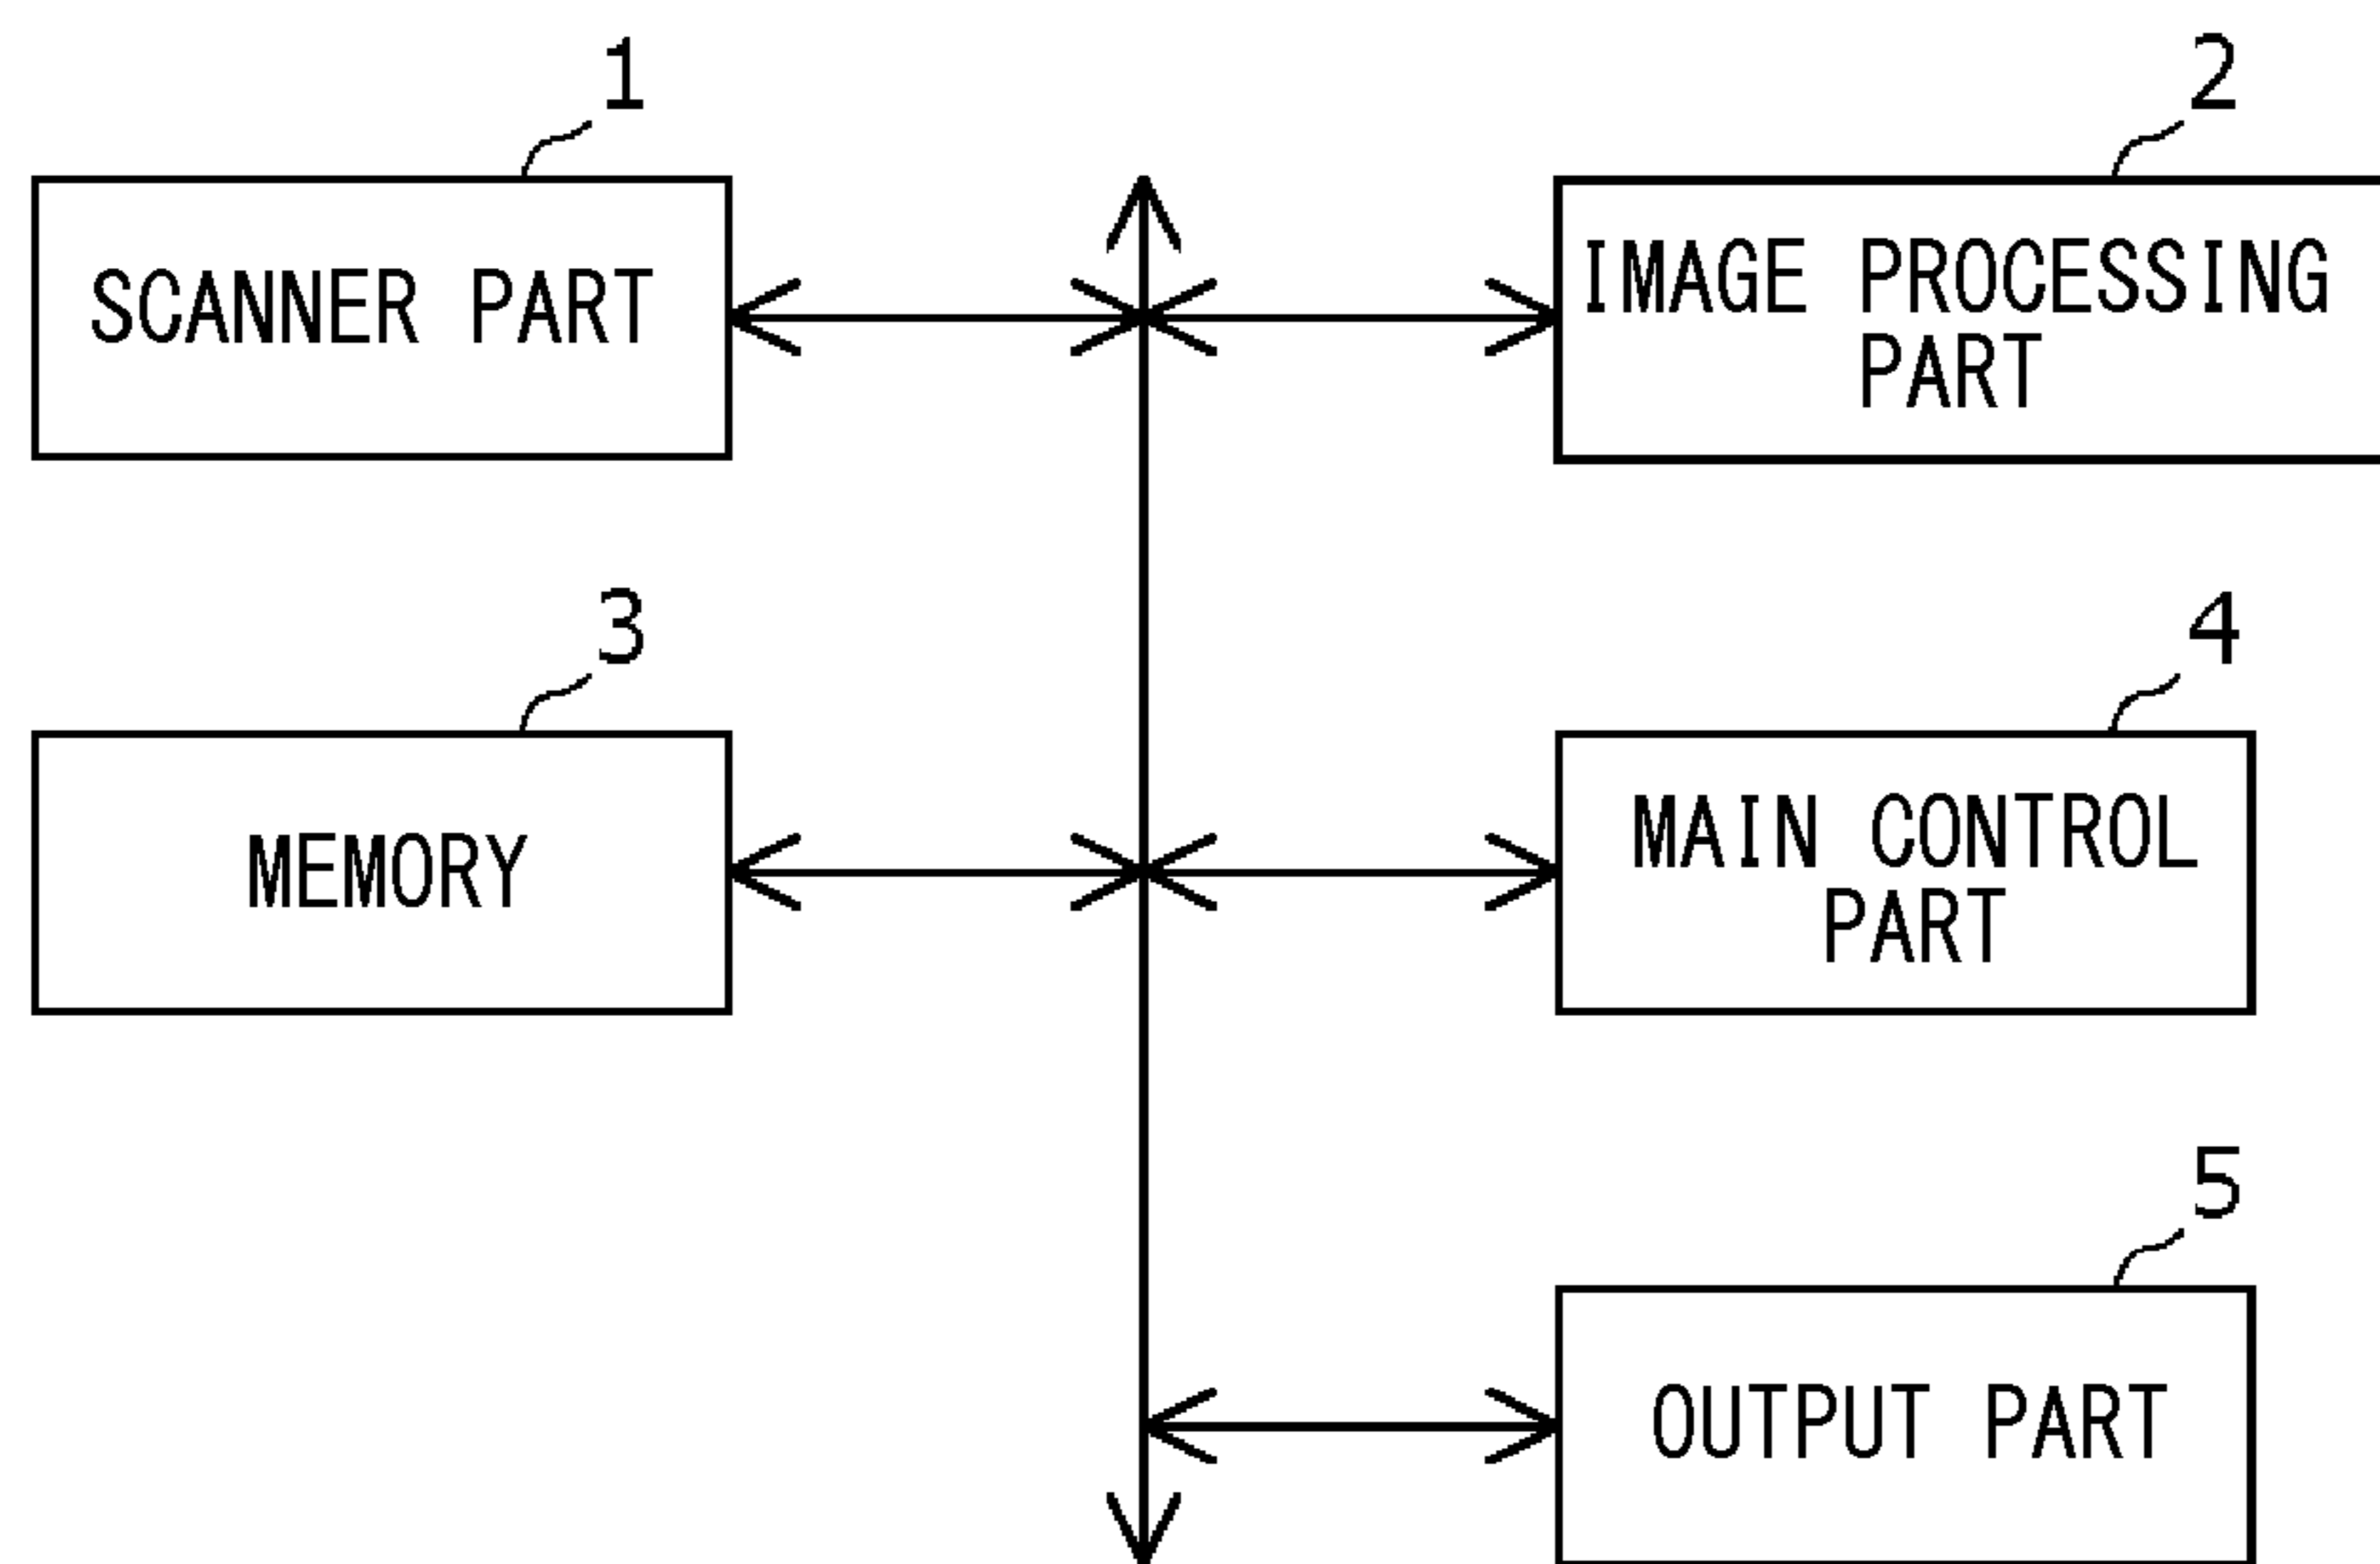 1
2
SCANNER PART
IMAGE PROCESSING
PART
3
4
MEMORY
MAIN CONTROL
PART
5
OUTPUT PART